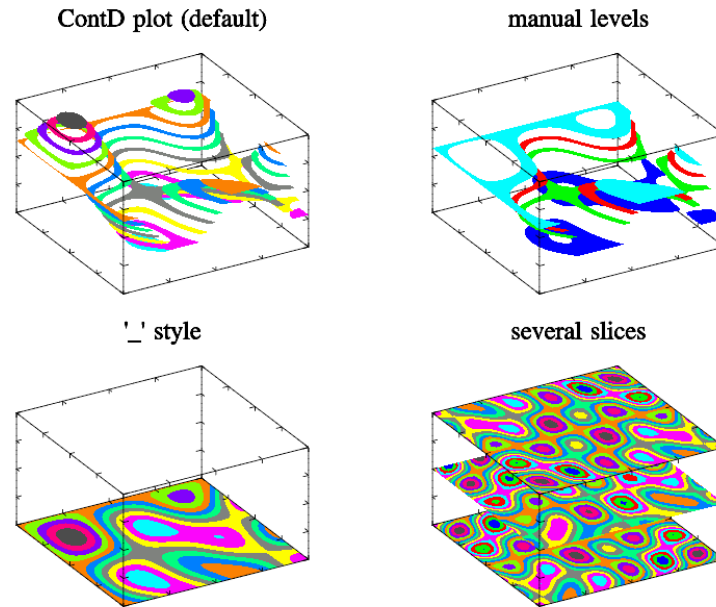 ContD plot (default)
manual levels
'_' style
several slices